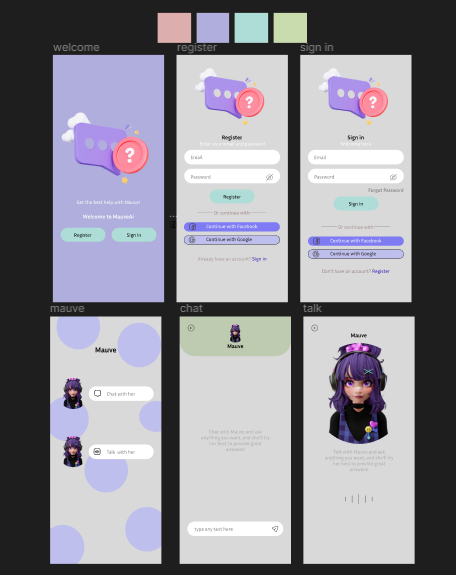 welcome
register
sign in
?
Get the best help with Mauve!
Welcome to MauveAi
Register
Sign in
?
Register
Enter your email and password
Email
Password
Register
Or continue with
Continue with Facebook
Continue with Google
Already have an account? Sign in
?
Sign in
Welcome back
Email
Password
Forgot Password
Sign in
Or continue with
Continue with Facebook
Continue with Google
Don't have an account? Register
mauve
chat
talk
Mauve
Chat with her
Talk with her
Mauve
Chat with Mauve and ask
anything you want, and she'll try
her best to provide great
answers!
type any text here
Mauve
Talk with Mauve and ask
anything you want, and she'll try
her best to provide great
answers!